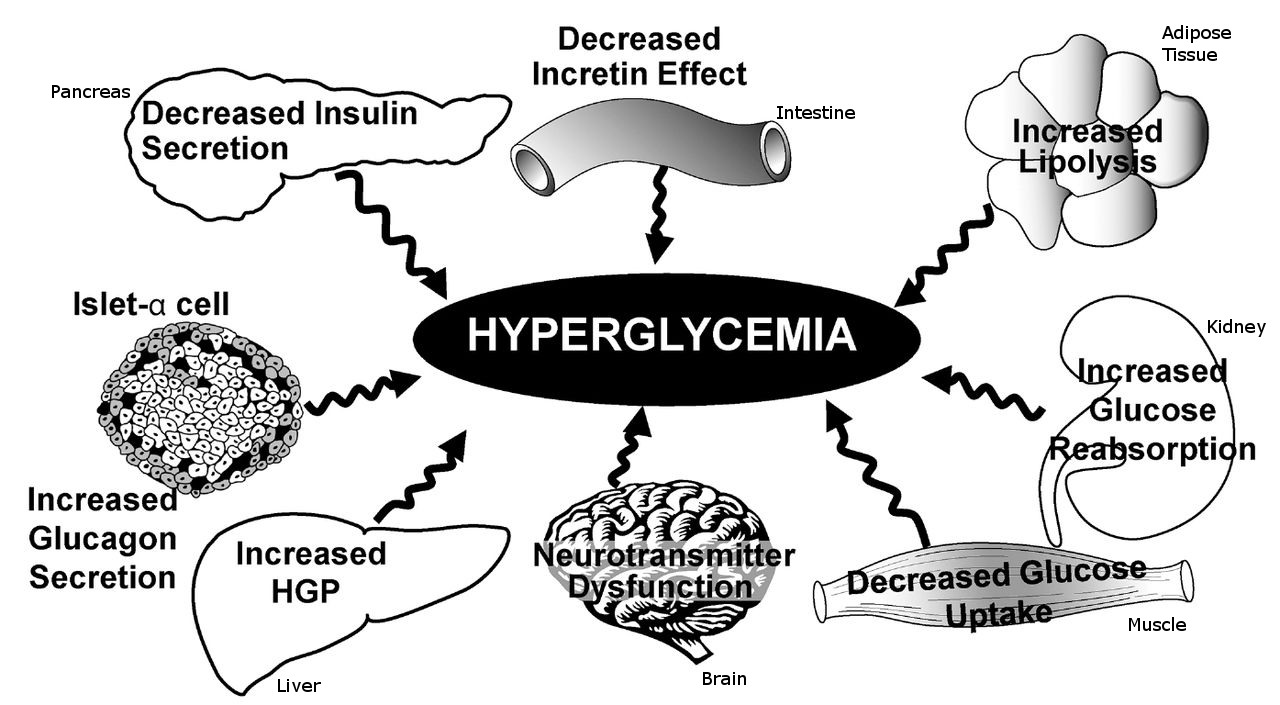 Decreased
Incretin Effect
Adipose
Tissue
Pancreas
Decreased Insulin
Secretion
Intestine
Increased
Lipolysis
Islet-α cell
HYPERGLYCEMIA
Kidney
Increased
Glucose
Reabsorption
Increased
Glucagon
Secretion
Increased
HGP
Liver
Neurotransmitter
Dysfunction
Brain
Decreased Glucose
Uptake
Muscle